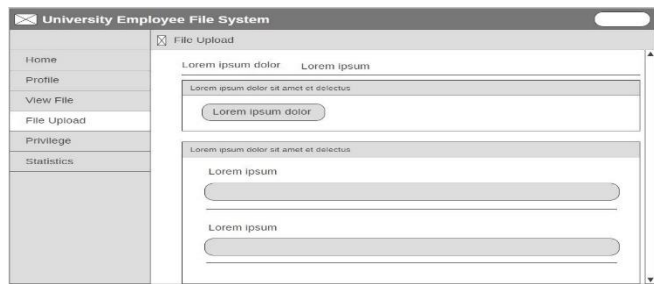 University Employee File System
File Upload
Home
Profile
View File
File Upload
Privilege
Statistics
Lorem ipsum dolor Lorem ipsum
Lorem ipsum dolor sit amet et delectus
Lorem ipsum dolor
Lorem ipsum dolor sit amet et delectus
Lorem ipsum
Lorem ipsum